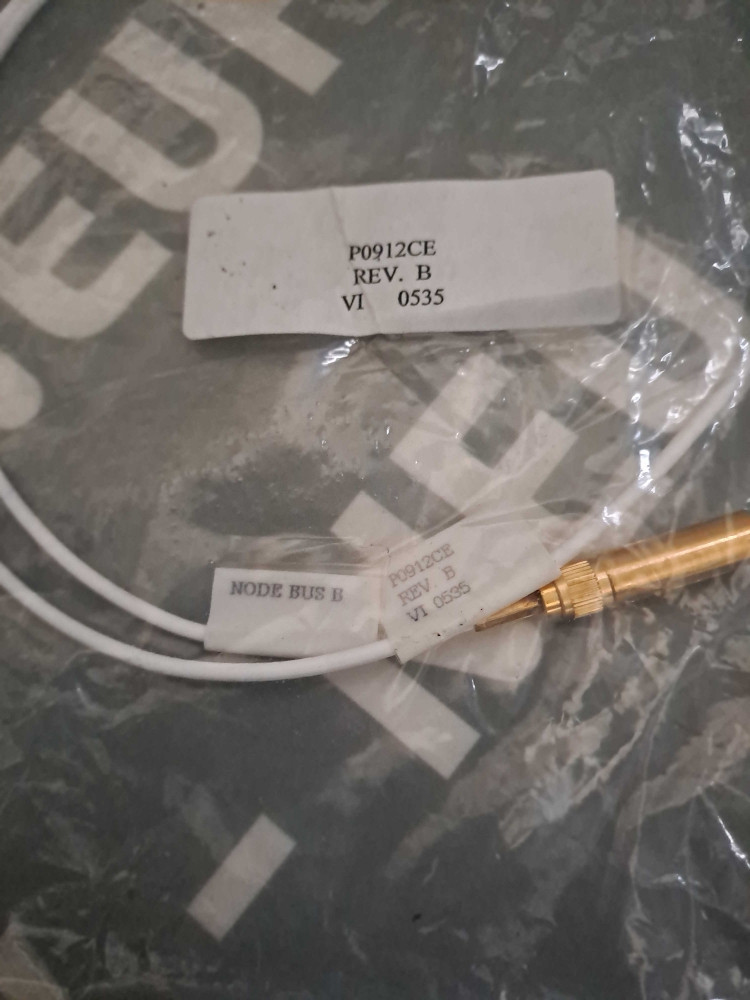 P0912CE
REV. B
VI 0535
NODE BUS B
P0912CE
REV. B
VI 0535